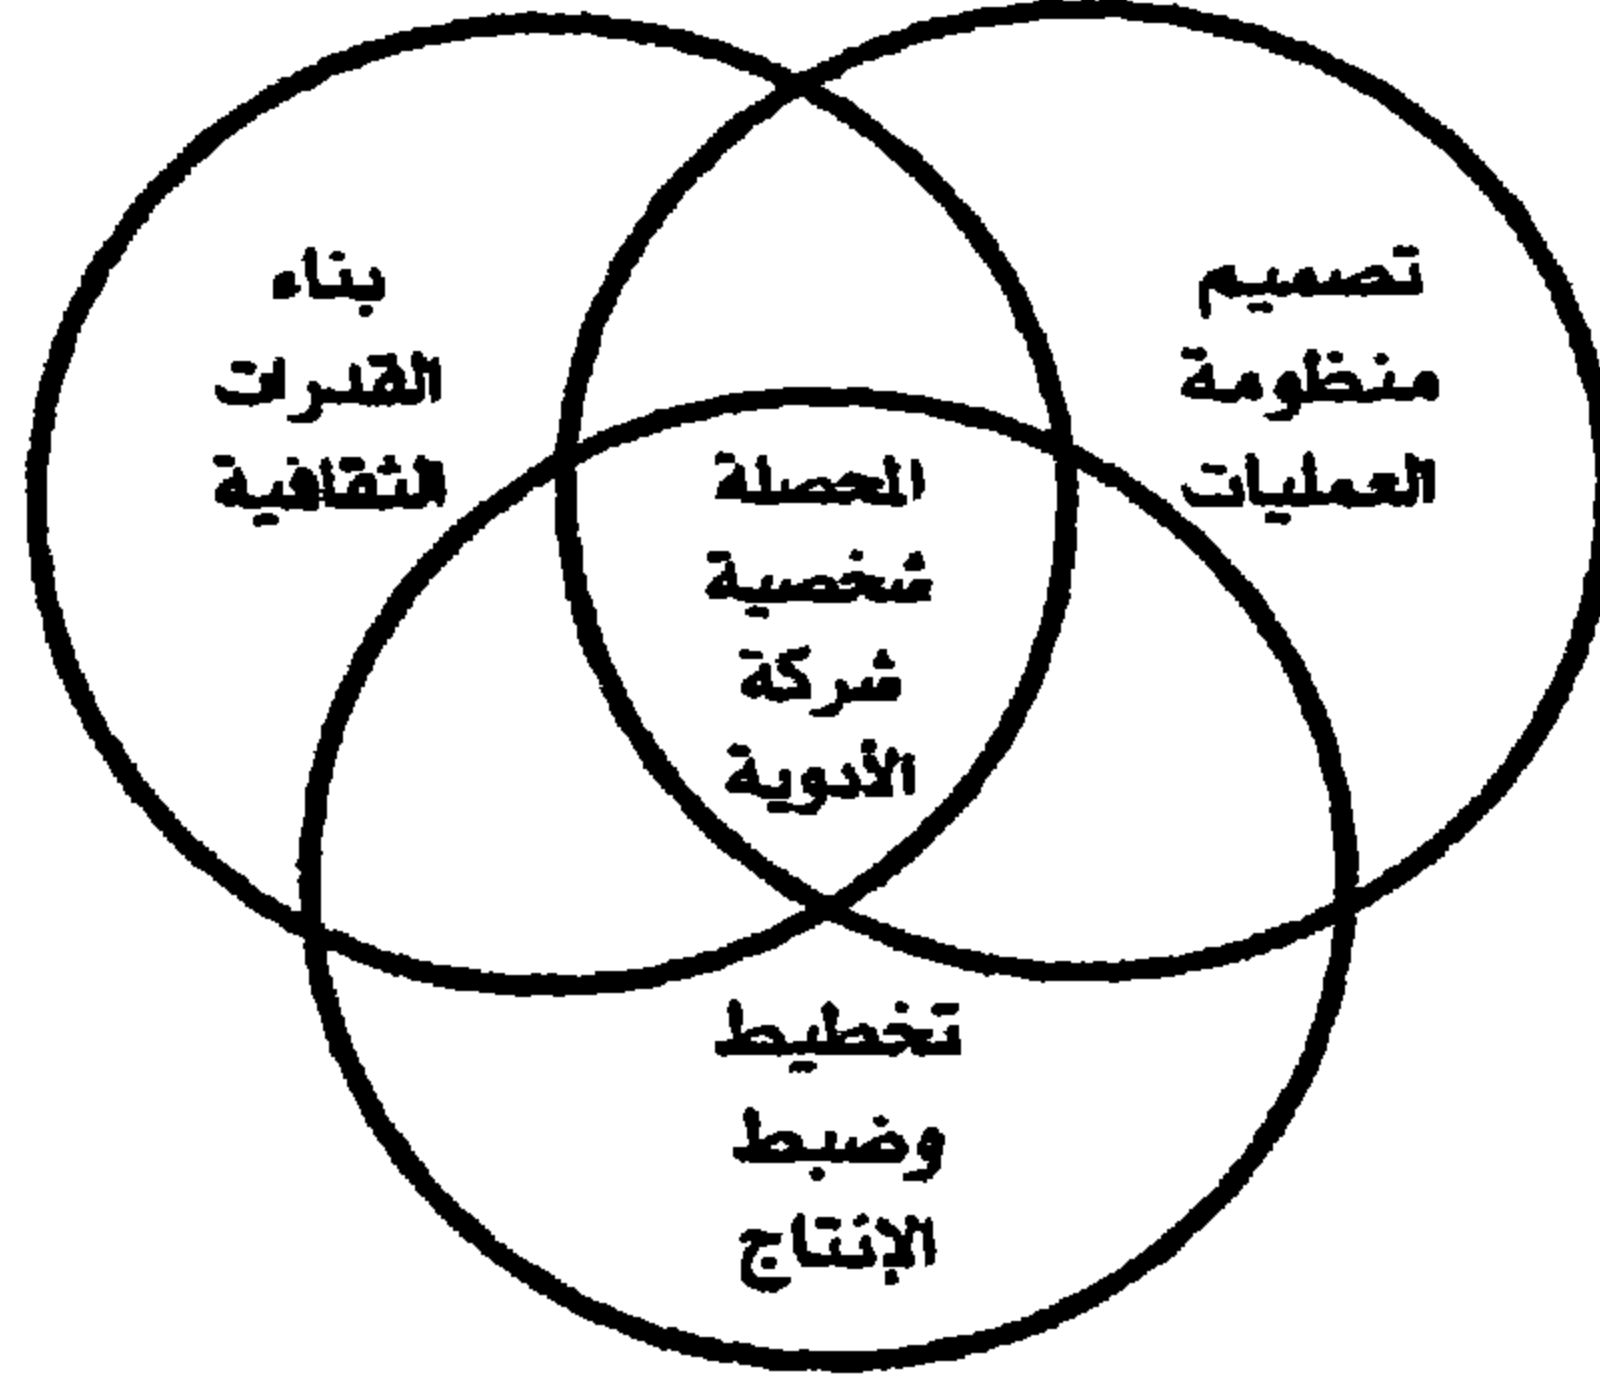 تصميم
منظومة
العمليات
بناء
القدرات
الثقافية
المحصلة
شخصية
شركة
الأدوية
تخطيط
وضبط
الإنتاج